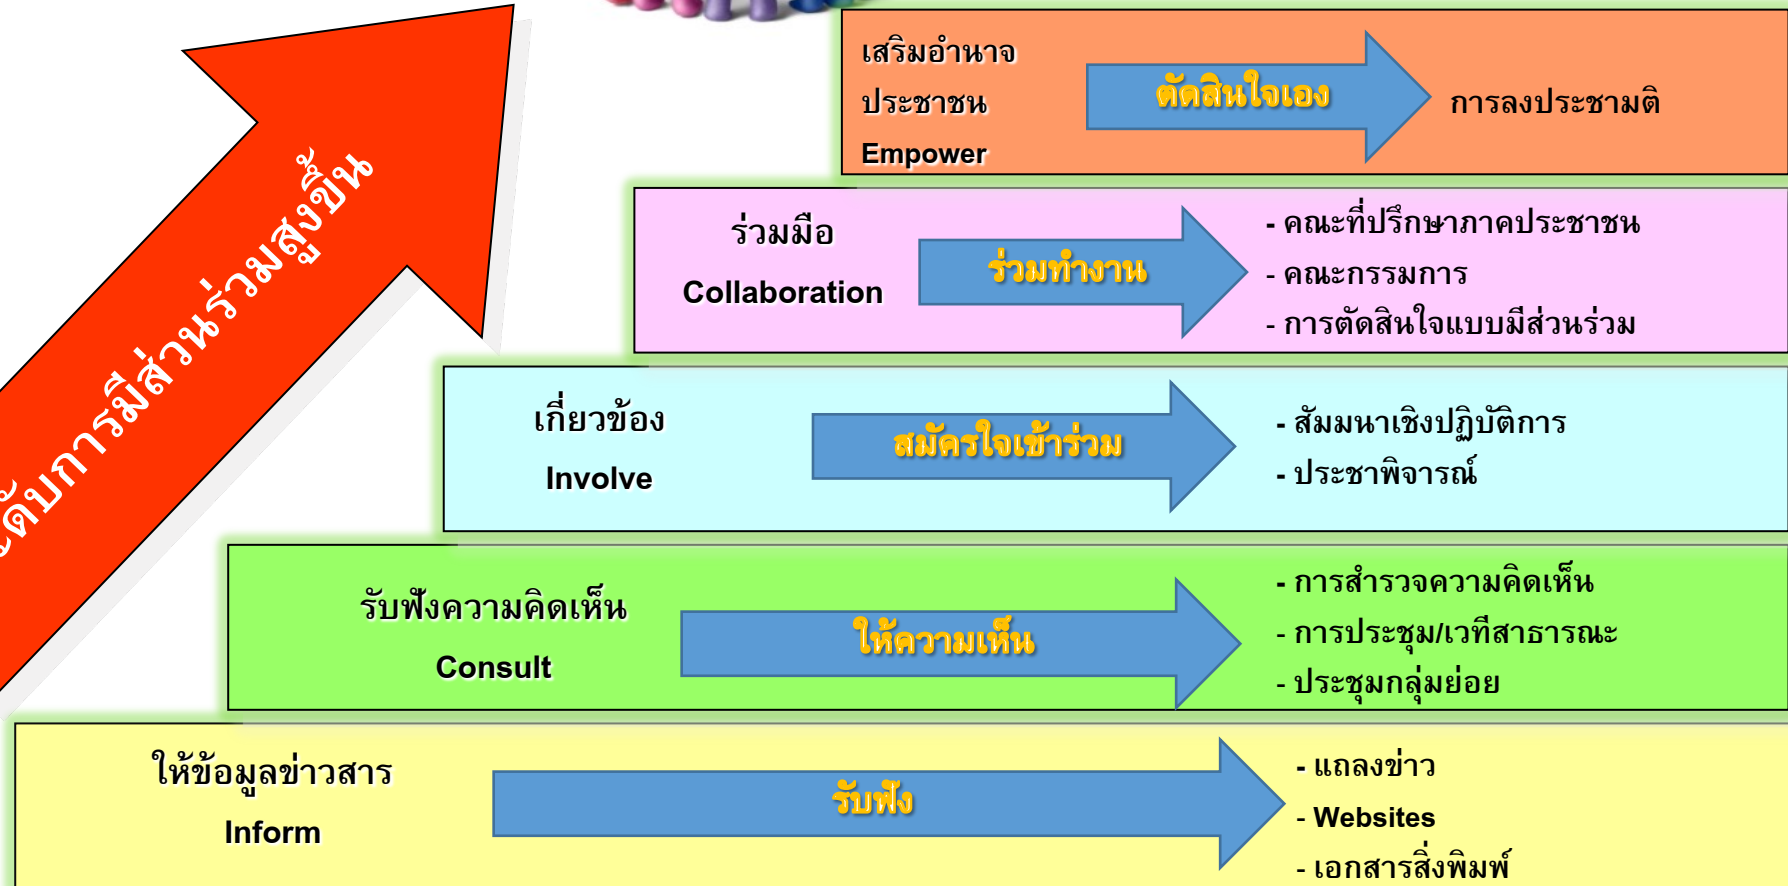 เสริมอำนาจ
ประชาชน
Empower
ตัดสินใจเอง
การลงประชามติ
ร่วมมือ
Collaboration
ร่วมทำงาน
- คณะที่ปรึกษาภาคประชาชน
- คณะกรรมการ
- การตัดสินใจแบบมีส่วนร่วม
เกี่ยวข้อง
Involve
สมัครใจเข้าร่วม
- สัมมนาเชิงปฏิบัติการ
- ประชาพิจารณ์
รับฟังความคิดเห็น
Consult
ให้ความเห็น
- การสำรวจความคิดเห็น
- การประชุม/เวทีสาธารณะ
- ประชุมกลุ่มย่อย
ให้ข้อมูลข่าวสาร
Inform
รับฟัง
- แถลงข่าว
- Websites
- เอกสารสิ่งพิมพ์
ะดับการมีส่วนร่วมสูงขึ้น